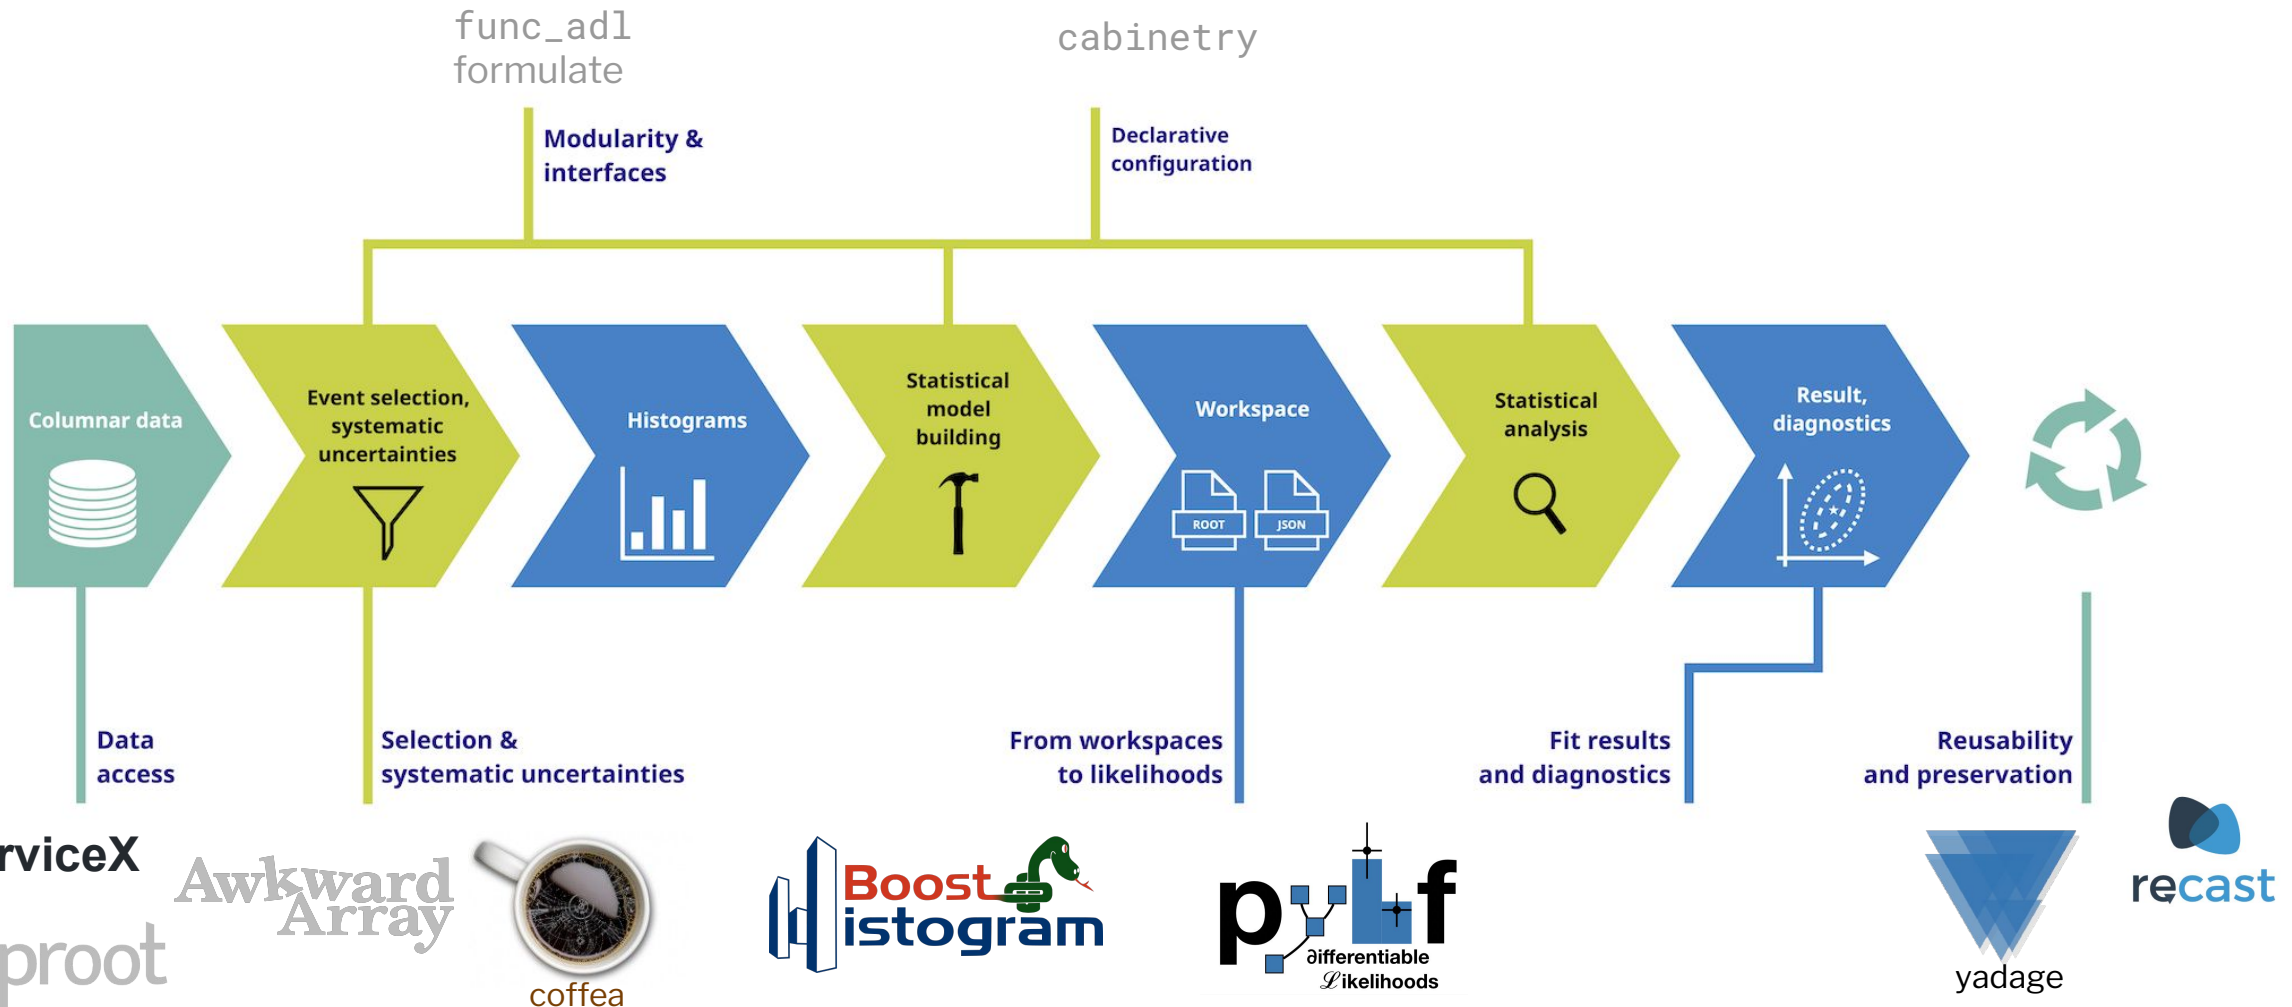 func_adl
formulate
cabinetry
Modularity &
interfaces
Declarative
configuration
Columnar data
Event selection,
systematic
uncertainties
Histograms
Statistical
model
building
Workspace
ROOT
JSON
Statistical
analysis
Result,
diagnostics
Data
access
Selection &
systematic uncertainties
From workspaces
to likelihoods
Fit results
and diagnostics
Reusability
and preservation
rviceX
proot
Awkward
Array
coffea
Boost
Histogram
pyhf
∂ifferentiable
ℒikelihoods
yadage
recast